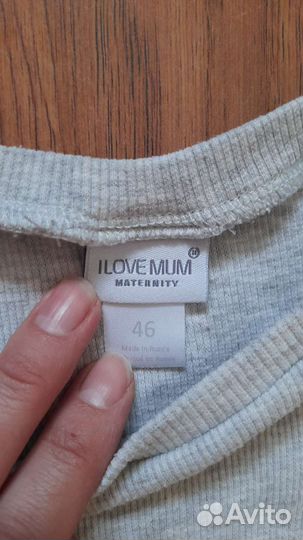 I LOVE MUM
MATERNITY
46
Made in Russia
Avito